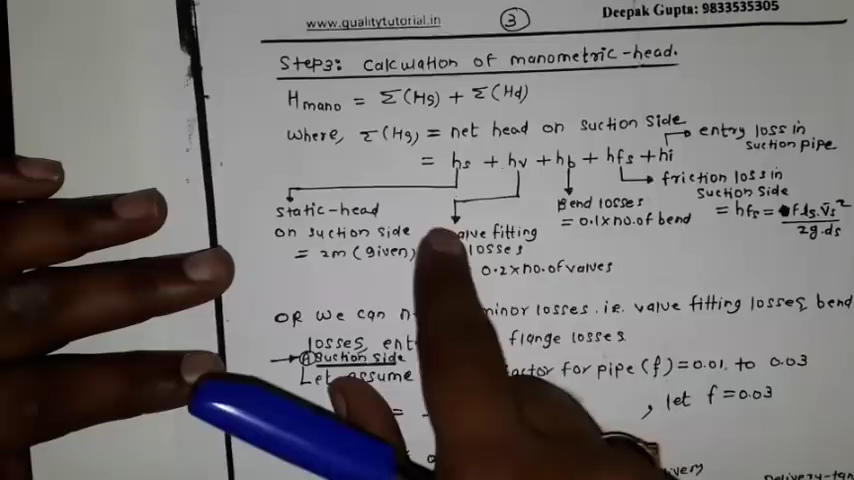 www.qualitytutorial.in 3 Deepak Gupta: 9833535305
Step3: calculation of manometric-head.
Hmano = Σ(Hs) + Σ(Hd)
where, Σ(Hs) = net head on suction side
= hs + hv + hb + hfs + hi
entry loss in suction pipe
friction loss in suction side
= hfs = f ls. Vs² / 2g.ds
Bend losses
= 0.1 x no. of bend
static-head
on suction side
= 2m (given)
valve fitting
losses
0.2 x no. of valves
OR we can minor losses. i.e. valve fitting losses, bend
losses, flange losses
(A) Suction side
Let assume for pipe (f) = 0.01 to 0.03
, let f = 0.03